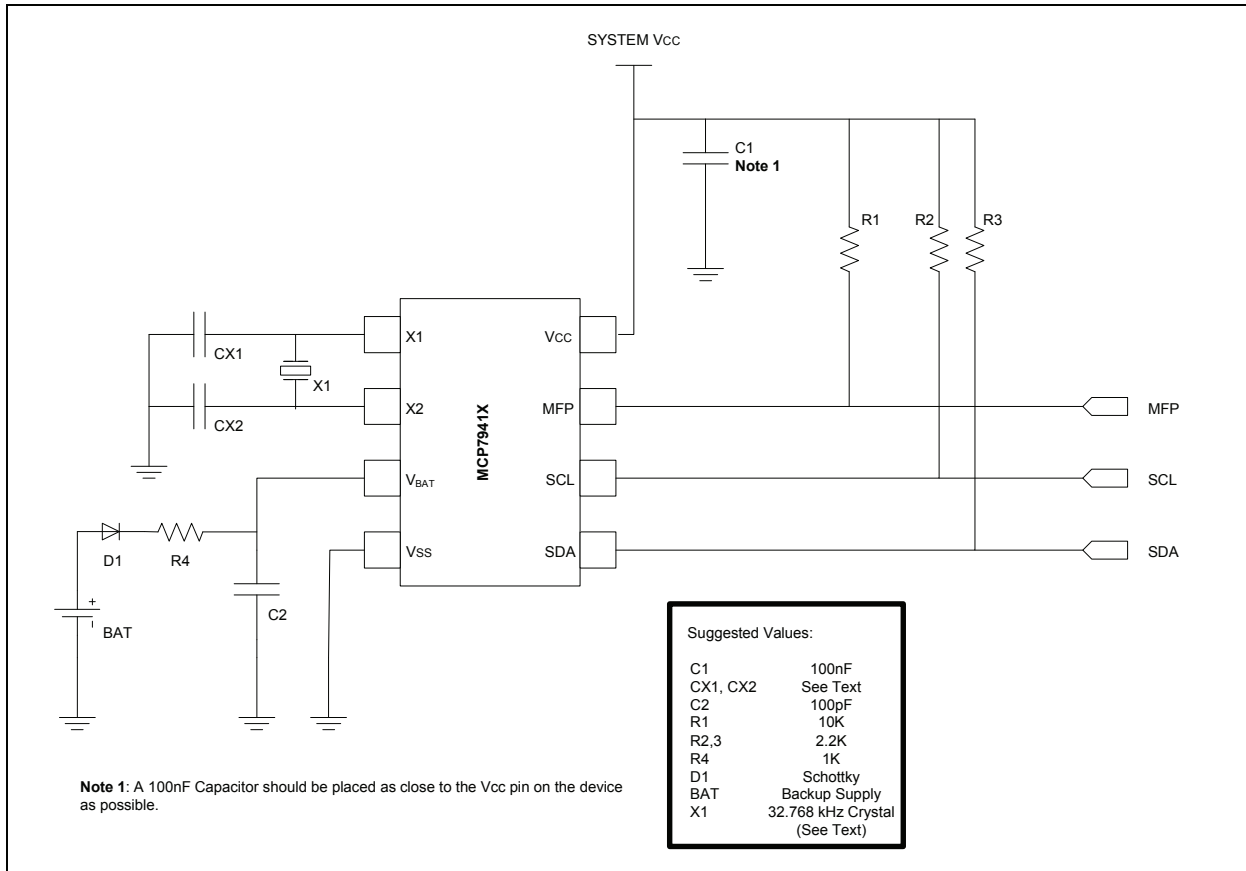 SYSTEM VCC
C1
Note 1
R1
R2
R3
X1
VCC
CX1
X1
X2
MFP
MFP
CX2
MCP7941X
VBAT
SCL
SCL
D1
R4
VSS
SDA
SDA
C2
+
BAT
Suggested Values:
C1 100nF
CX1, CX2 See Text
C2 100pF
R1 10K
R2,3 2.2K
R4 1K
D1 Schottky
BAT Backup Supply
X1 32.768 kHz Crystal
(See Text)
Note 1: A 100nF Capacitor should be placed as close to the Vcc pin on the device
as possible.